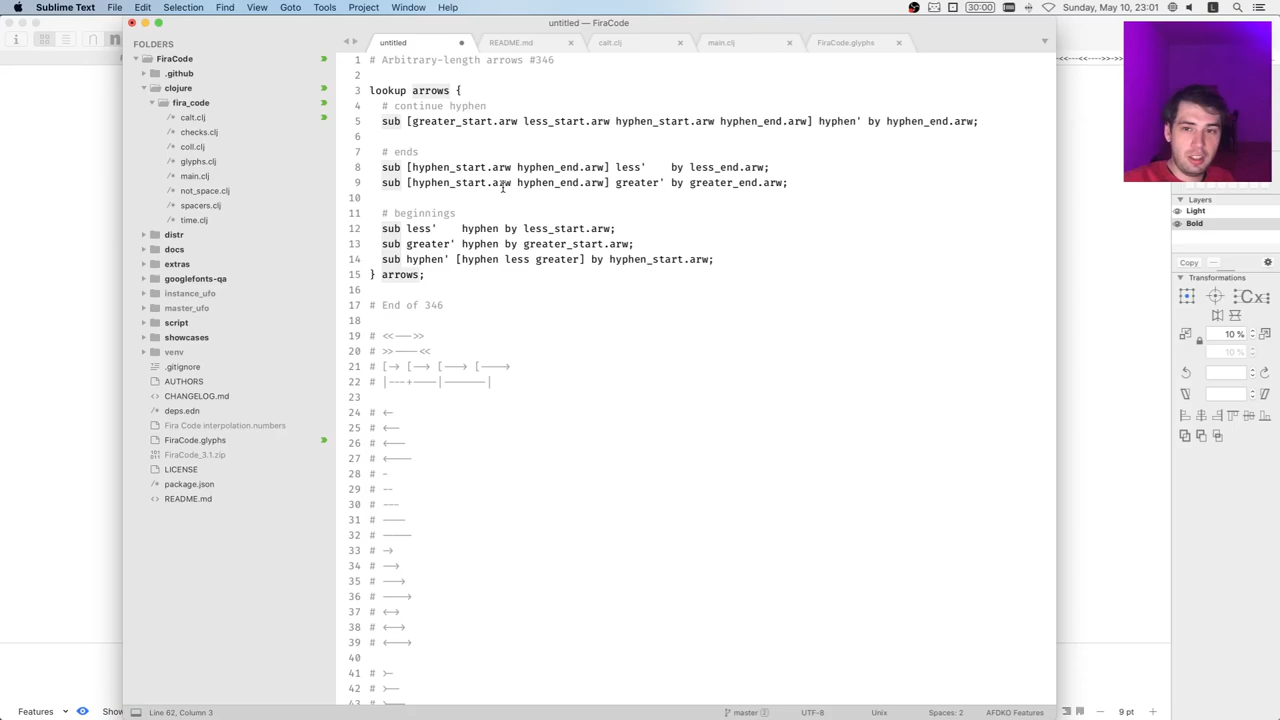 Sublime Text File Edit Selection Find View Goto Tools Project Window Help
30:00
Sunday, May 10, 23:01
untitled — FiraCode
FOLDERS
FiraCode
.github
clojure
fira_code
calt.clj
checks.clj
coll.clj
glyphs.clj
main.clj
not_space.clj
spacers.clj
time.clj
distr
docs
extras
googlefonts-qa
instance_ufo
master_ufo
script
showcases
venv
.gitignore
AUTHORS
CHANGELOG.md
deps.edn
Fira Code interpolation.numbers
FiraCode.glyphs
FiraCode_3.1.zip
LICENSE
package.json
README.md
untitled README.md calt.clj main.clj FiraCode.glyphs
1 # Arbitrary-length arrows #346
2
3 lookup arrows {
4 # continue hyphen
5 sub [greater_start.arw less_start.arw hyphen_start.arw hyphen_end.arw] hyphen' by hyphen_end.arw;
6
7 # ends
8 sub [hyphen_start.arw hyphen_end.arw] less' by less_end.arw;
9 sub [hyphen_start.arw hyphen_end.arw] greater' by greater_end.arw;
10
11 # beginnings
12 sub less' hyphen by less_start.arw;
13 sub greater' hyphen by greater_start.arw;
14 sub hyphen' [hyphen less greater] by hyphen_start.arw;
15 } arrows;
16
17 # End of 346
18
19 # <<--->>
20 # >>----<<
21 # [-> [--> [---> [---->
22 # |---+----|-------|
23
24 # <-
25 # <--
26 # <---
27 # <----
28 # -
29 # --
30 # ---
31 # ----
32 # -----
33 # ->
34 # -->
35 # --->
36 # ---->
37 # <->
38 # <-->
39 # <--->
40
41 # >-
42 # >--
43 # >---
Line 62, Column 3
master 2
UTF-8
Unix
Spaces: 2
AFDKO Features
Layers
Light
Bold
Copy
Transformations
10 %
10 %
Features
9 pt